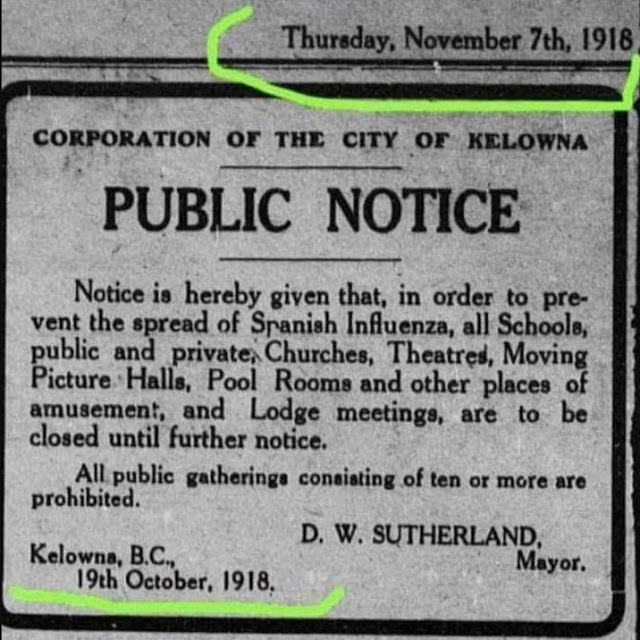 Thursday, November 7th, 1918
CORPORATION OF THE CITY OF KELOWNA
PUBLIC NOTICE
Notice is hereby given that, in order to pre-
vent the spread of Spanish Influenza, all Schools,
public and private, Churches, Theatres, Moving
Picture Halls, Pool Rooms and other places of
amusement, and Lodge meetings, are to be
closed until further notice.
All public gatherings consisting of ten or more are
prohibited.
D. W. SUTHERLAND,
Mayor.
Kelowna, B.C.,
19th October, 1918.